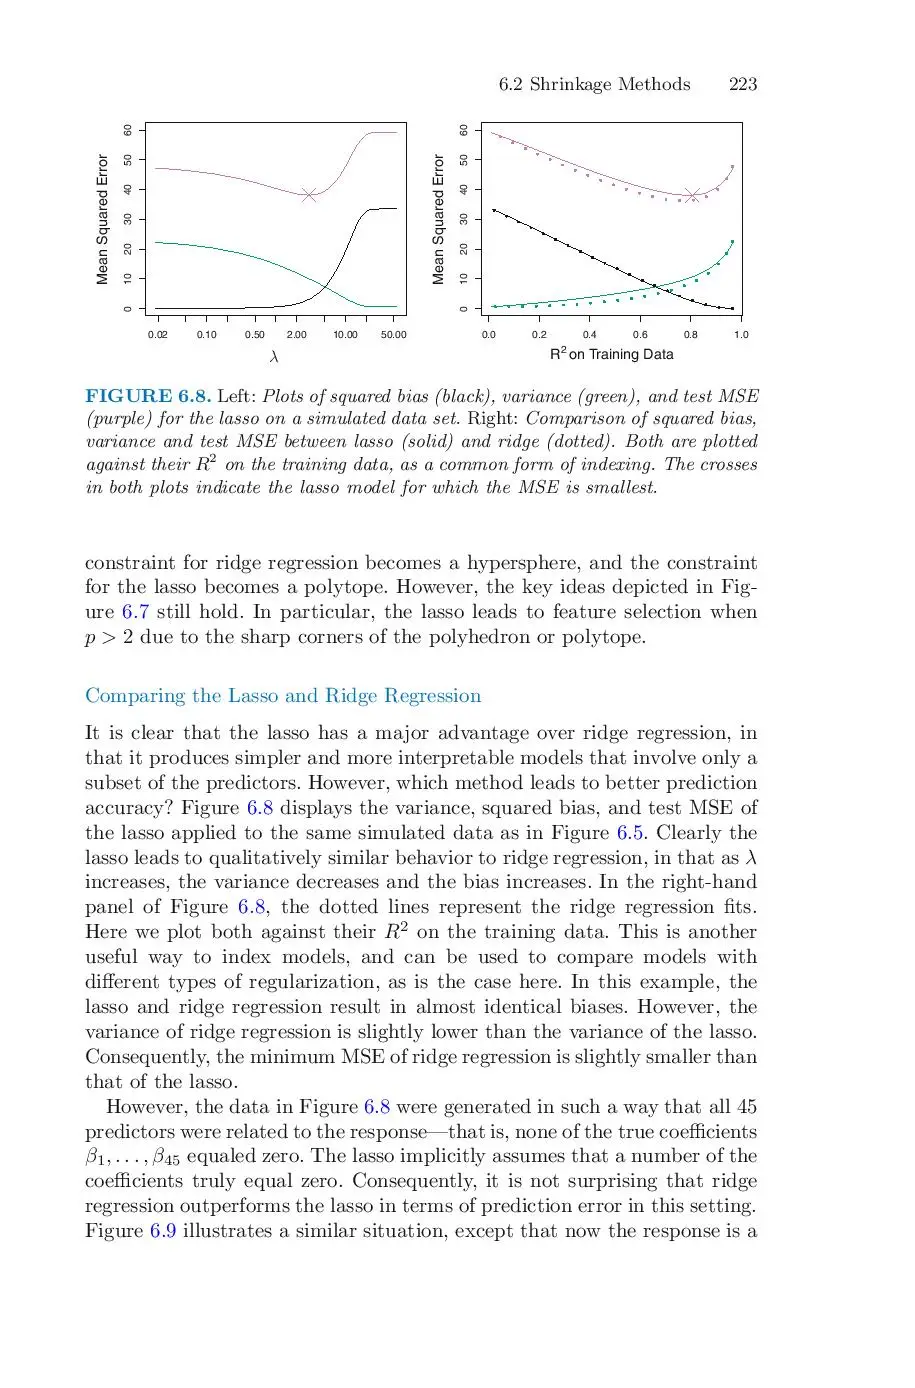 6.2 Shrinkage Methods 223
Mean Squared Error
0 10 20 30 40 50 60
0.02 0.10 0.50 2.00 10.00 50.00
λ
Mean Squared Error
0 10 20 30 40 50 60
0.0 0.2 0.4 0.6 0.8 1.0
R² on Training Data
FIGURE 6.8. Left: Plots of squared bias (black), variance (green), and test MSE
(purple) for the lasso on a simulated data set. Right: Comparison of squared bias,
variance and test MSE between lasso (solid) and ridge (dotted). Both are plotted
against their R² on the training data, as a common form of indexing. The crosses
in both plots indicate the lasso model for which the MSE is smallest.
constraint for ridge regression becomes a hypersphere, and the constraint
for the lasso becomes a polytope. However, the key ideas depicted in Fig-
ure 6.7 still hold. In particular, the lasso leads to feature selection when
p > 2 due to the sharp corners of the polyhedron or polytope.
Comparing the Lasso and Ridge Regression
It is clear that the lasso has a major advantage over ridge regression, in
that it produces simpler and more interpretable models that involve only a
subset of the predictors. However, which method leads to better prediction
accuracy? Figure 6.8 displays the variance, squared bias, and test MSE of
the lasso applied to the same simulated data as in Figure 6.5. Clearly the
lasso leads to qualitatively similar behavior to ridge regression, in that as λ
increases, the variance decreases and the bias increases. In the right-hand
panel of Figure 6.8, the dotted lines represent the ridge regression fits.
Here we plot both against their R² on the training data. This is another
useful way to index models, and can be used to compare models with
different types of regularization, as is the case here. In this example, the
lasso and ridge regression result in almost identical biases. However, the
variance of ridge regression is slightly lower than the variance of the lasso.
Consequently, the minimum MSE of ridge regression is slightly smaller than
that of the lasso.
However, the data in Figure 6.8 were generated in such a way that all 45
predictors were related to the response—that is, none of the true coefficients
β₁, . . . , β₄₅ equaled zero. The lasso implicitly assumes that a number of the
coefficients truly equal zero. Consequently, it is not surprising that ridge
regression outperforms the lasso in terms of prediction error in this setting.
Figure 6.9 illustrates a similar situation, except that now the response is a